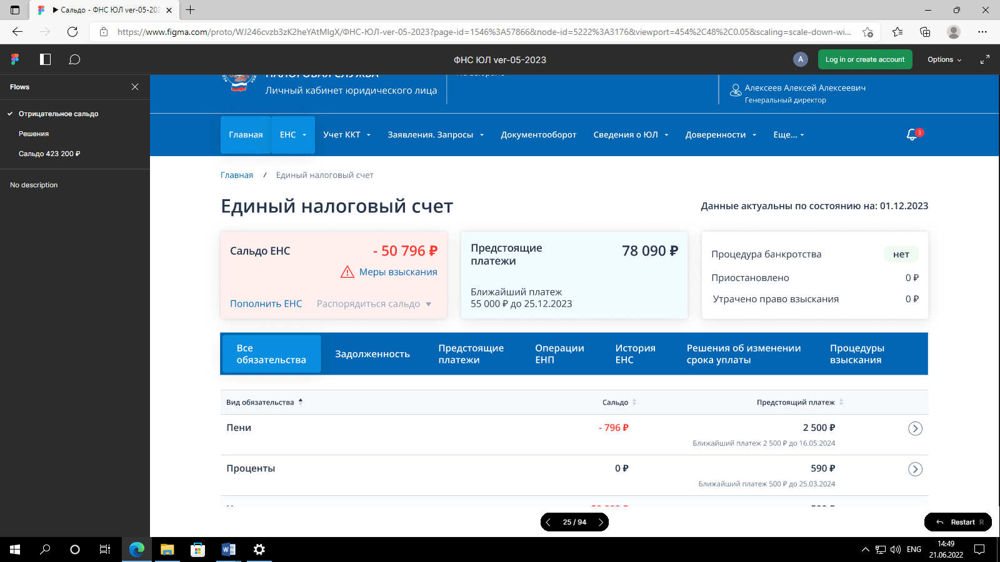 Сальдо - ФНС ЮЛ ver-05-202
https://www.figma.com/proto/WJ246cvzb3zK2heYAtMIgX/ФНС-ЮЛ-ver-05-2023?page-id=1546%3A57866&node-id=5222%3A3176&viewport=454%2C48%2C0.05&scaling=scale-down-wi...
ФНС ЮЛ ver-05-2023
A
Log in or create account
Options
Flows
Отрицательное сальдо
Решения
Сальдо 423 200 ₽
No description
НАЛОГОВАЯ СЛУЖБА
Личный кабинет юридического лица
Алексеев Алексей Алексеевич
Генеральный директор
Главная
ЕНС
Учет ККТ
Заявления. Запросы
Документооборот
Сведения о ЮЛ
Доверенности
Еще...
3
Главная / Единый налоговый счет
Единый налоговый счет
Данные актуальны по состоянию на: 01.12.2023
Сальдо ЕНС
- 50 796 ₽
Меры взыскания
Пополнить ЕНС
Распорядиться сальдо
Предстоящие
платежи
78 090 ₽
Ближайший платеж
55 000 ₽ до 25.12.2023
Процедура банкротства
нет
Приостановлено
0 ₽
Утрачено право взыскания
0 ₽
Все
обязательства
Задолженность
Предстоящие
платежи
Операции
ЕНП
История
ЕНС
Решения об изменении
срока уплаты
Процедуры
взыскания
Вид обязательства
Сальдо
Предстоящий платеж
Пени
- 796 ₽
2 500 ₽
Ближайший платеж 2 500 ₽ до 16.05.2024
Проценты
0 ₽
590 ₽
Ближайший платеж 500 ₽ до 25.03.2024
25 / 94
Restart R
ENG
14:49
21.06.2022